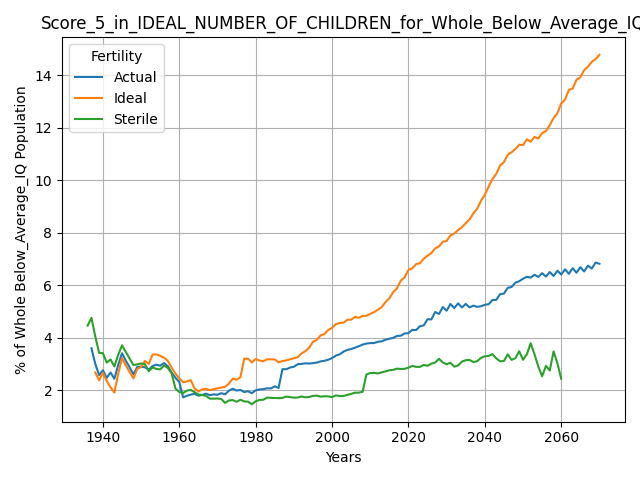 Score_5_in_IDEAL_NUMBER_OF_CHILDREN_for_Whole_Below_Average_IQ
Fertility
Actual
Ideal
Sterile
% of Whole Below_Average_IQ Population
14
12
10
8
6
4
2
1940 1960 1980 2000 2020 2040 2060
Years